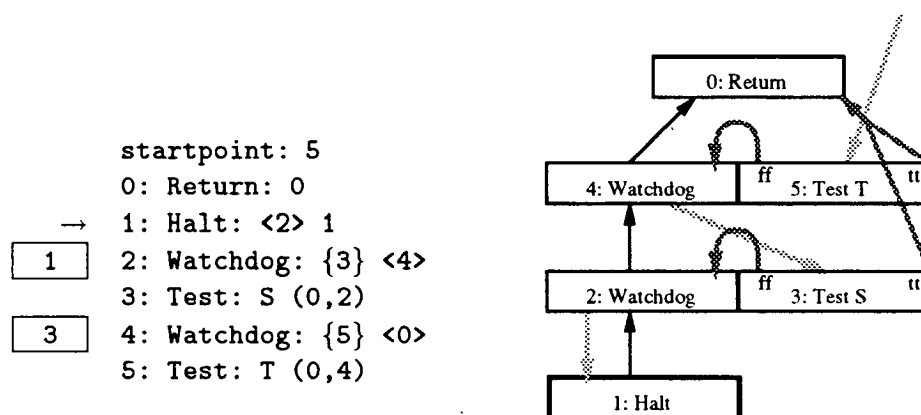 startpoint: 5
0: Return: 0
→ 1: Halt: <2> 1
1 2: Watchdog: {3} <4>
3: Test: S (0,2)
3 4: Watchdog: {5} <0>
5: Test: T (0,4)
0: Return
ff tt
4: Watchdog 5: Test T
ff tt
2: Watchdog 3: Test S
1: Halt